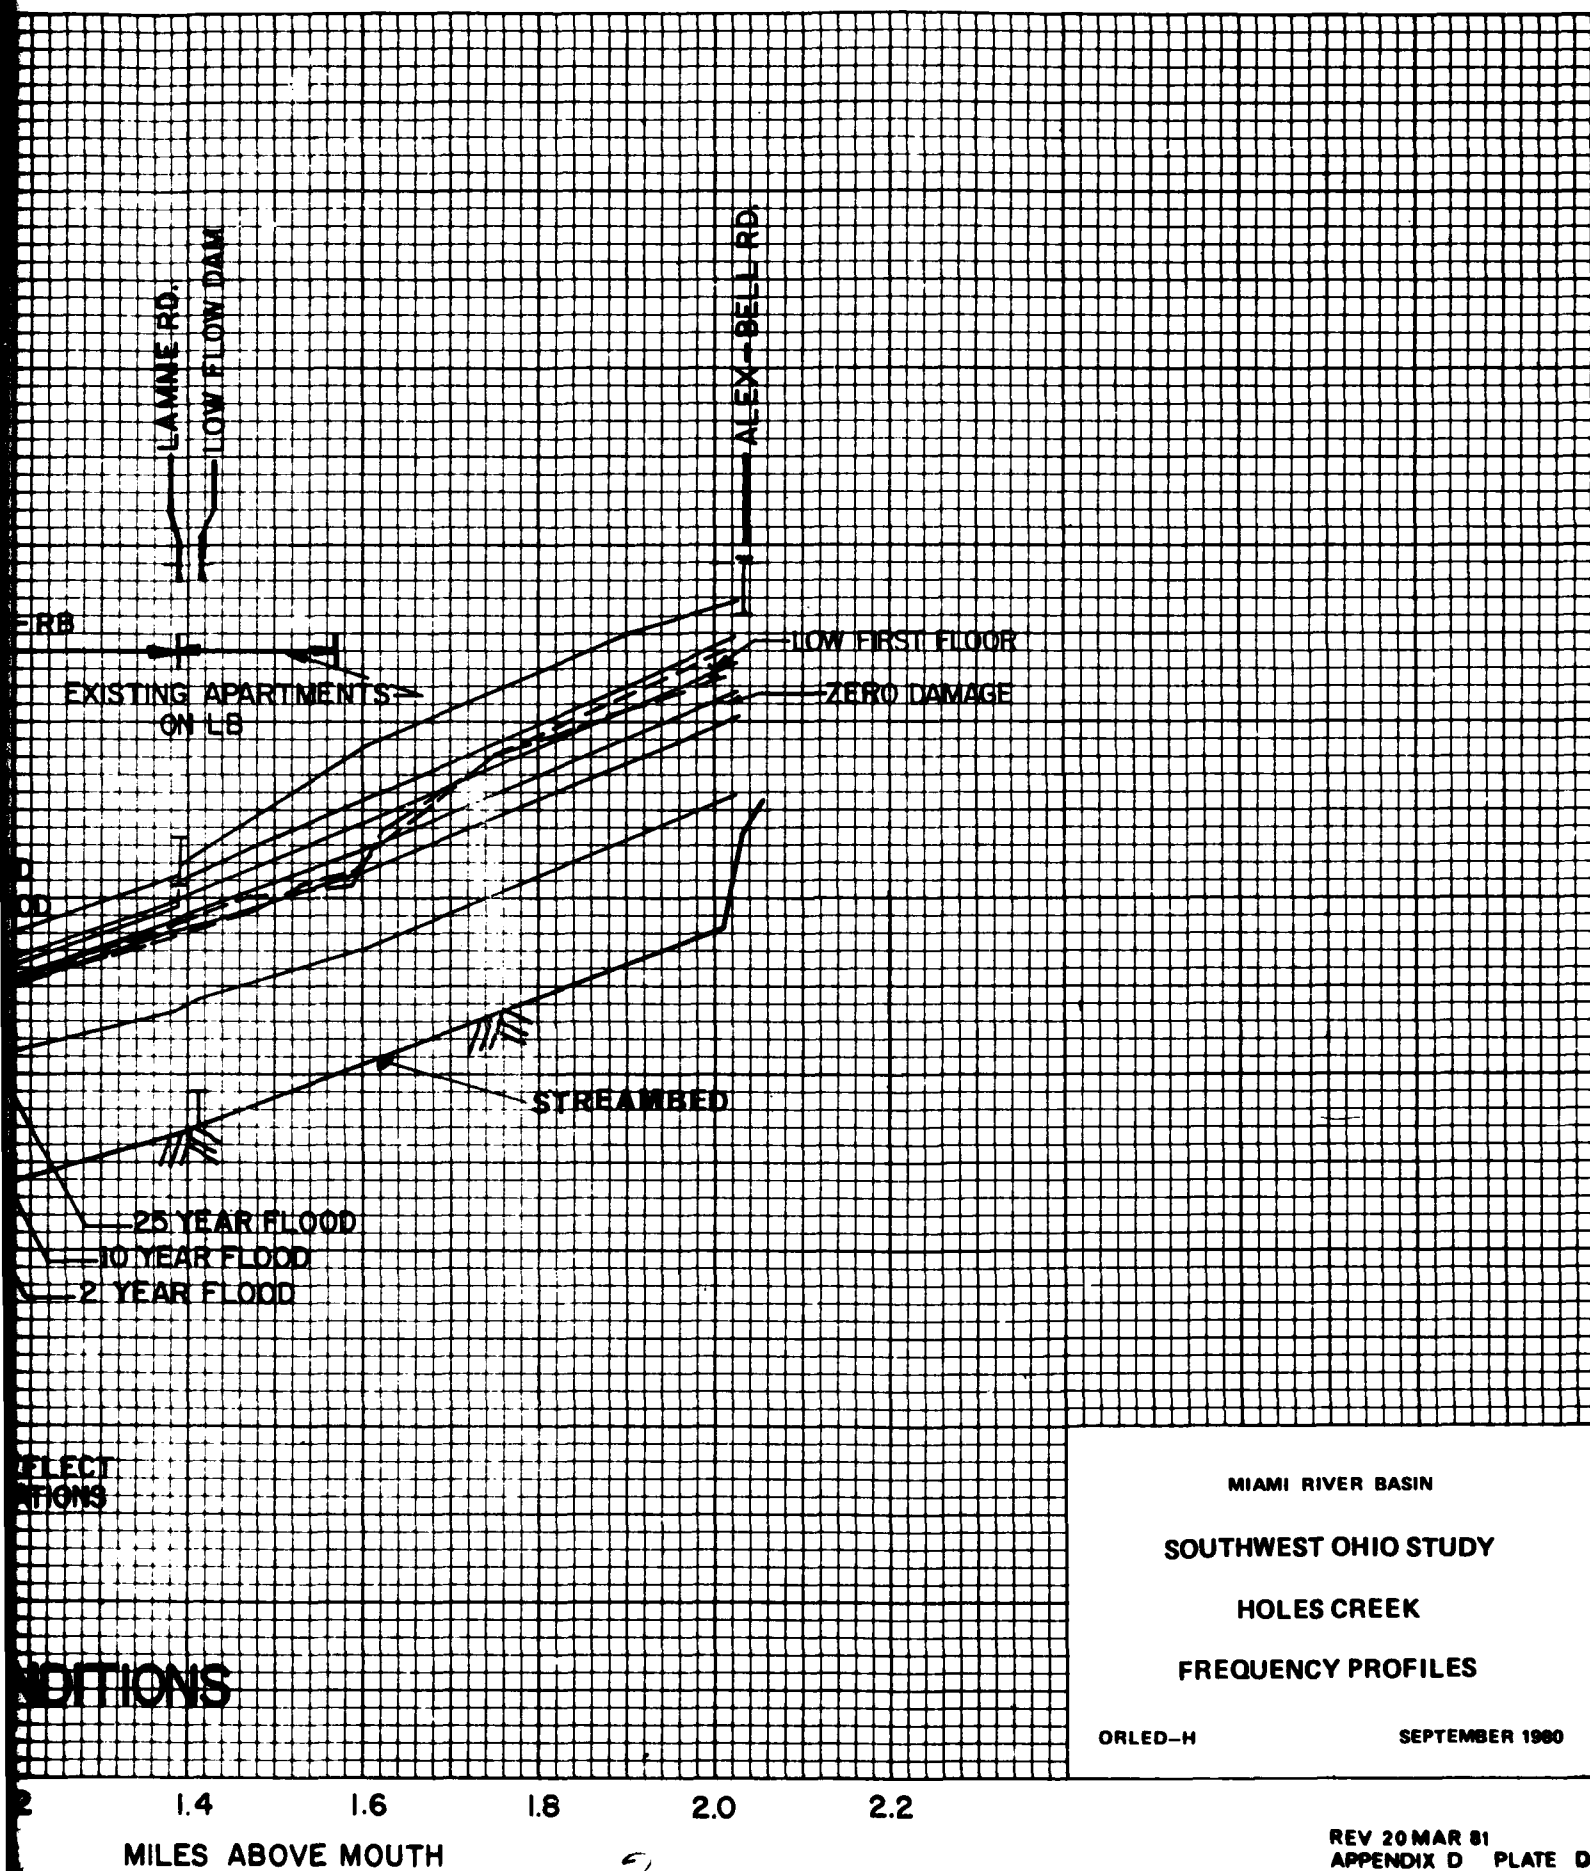 LAMME RD.
LOW FLOW DAM
ALEX-BELL RD.
RB
LOW FIRST FLOOR
EXISTING APARTMENTS
ON LB
ZERO DAMAGE
STREAMBED
25 YEAR FLOOD
10 YEAR FLOOD
2 YEAR FLOOD
MIAMI RIVER BASIN
SOUTHWEST OHIO STUDY
HOLES CREEK
FREQUENCY PROFILES
ORLED-H SEPTEMBER 1980
1.4 1.6 1.8 2.0 2.2
MILES ABOVE MOUTH
REV 20 MAR 81
APPENDIX D PLATE D